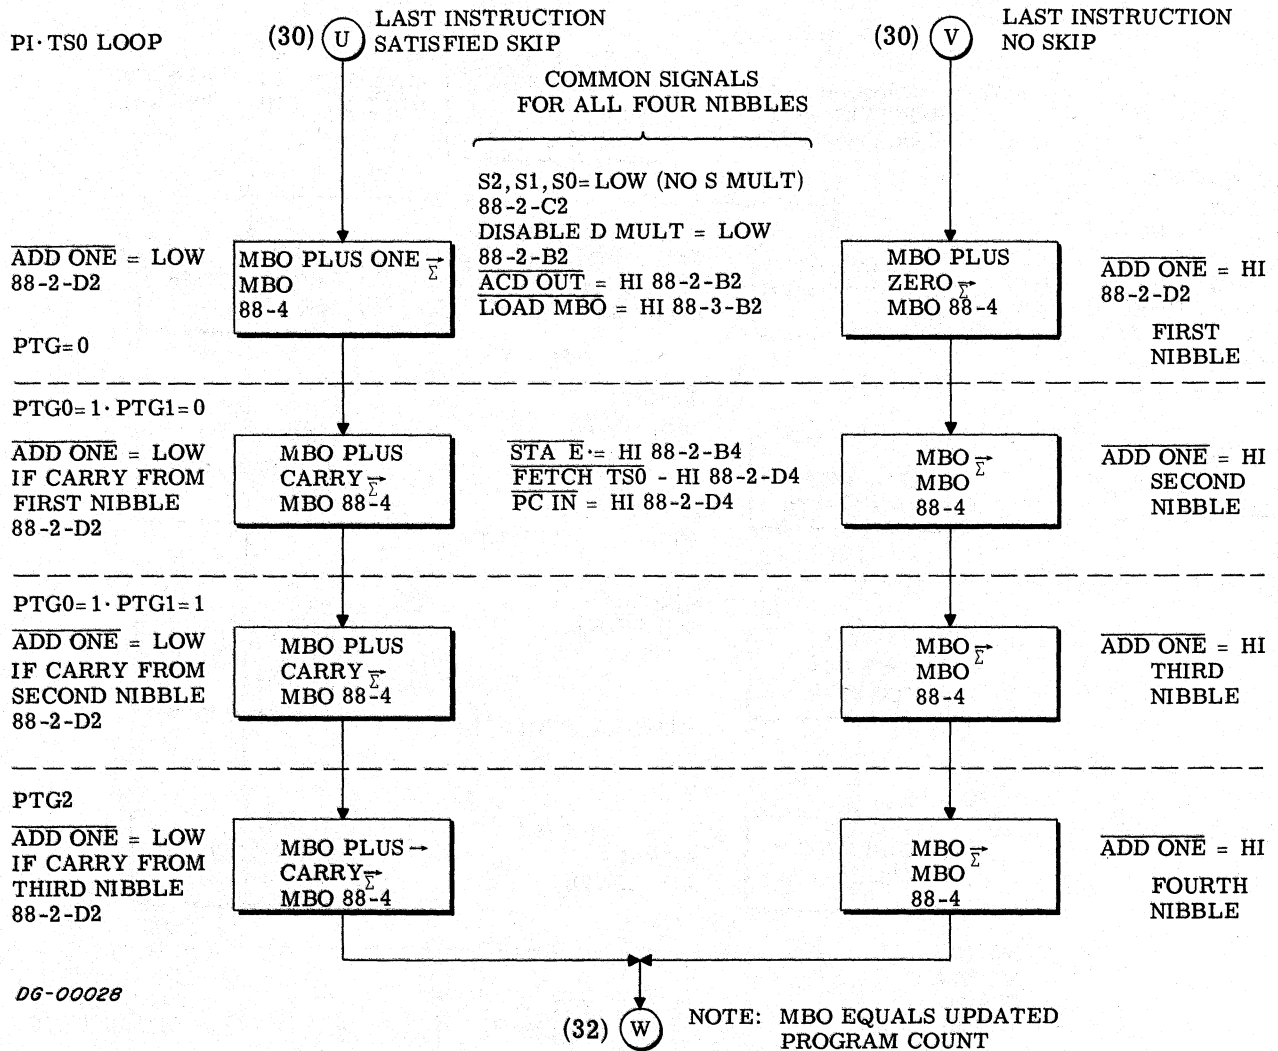 PI·TS0 LOOP
(30) U LAST INSTRUCTION
SATISFIED SKIP
(30) V LAST INSTRUCTION
NO SKIP
COMMON SIGNALS
FOR ALL FOUR NIBBLES
S2, S1, S0= LOW (NO S MULT)
88-2-C2
DISABLE D MULT = LOW
88-2-B2
ACD OUT = HI 88-2-B2
LOAD MBO = HI 88-3-B2
ADD ONE = LOW
88-2-D2
PTG=0
MBO PLUS ONE →Σ
MBO
88-4
MBO PLUS
ZERO →Σ
MBO 88-4
ADD ONE = HI
88-2-D2
FIRST
NIBBLE
PTG0=1·PTG1=0
ADD ONE = LOW
IF CARRY FROM
FIRST NIBBLE
88-2-D2
MBO PLUS
CARRY →Σ
MBO 88-4
STA E·= HI 88-2-B4
FETCH TS0 - HI 88-2-D4
PC IN = HI 88-2-D4
MBO →Σ
MBO
88-4
ADD ONE = HI
SECOND
NIBBLE
PTG0=1·PTG1=1
ADD ONE = LOW
IF CARRY FROM
SECOND NIBBLE
88-2-D2
MBO PLUS
CARRY →Σ
MBO 88-4
MBO →Σ
MBO
88-4
ADD ONE = HI
THIRD
NIBBLE
PTG2
ADD ONE = LOW
IF CARRY FROM
THIRD NIBBLE
88-2-D2
MBO PLUS →
CARRY →Σ
MBO 88-4
MBO →Σ
MBO
88-4
ADD ONE = HI
FOURTH
NIBBLE
DG-00028
(32) W
NOTE: MBO EQUALS UPDATED
PROGRAM COUNT